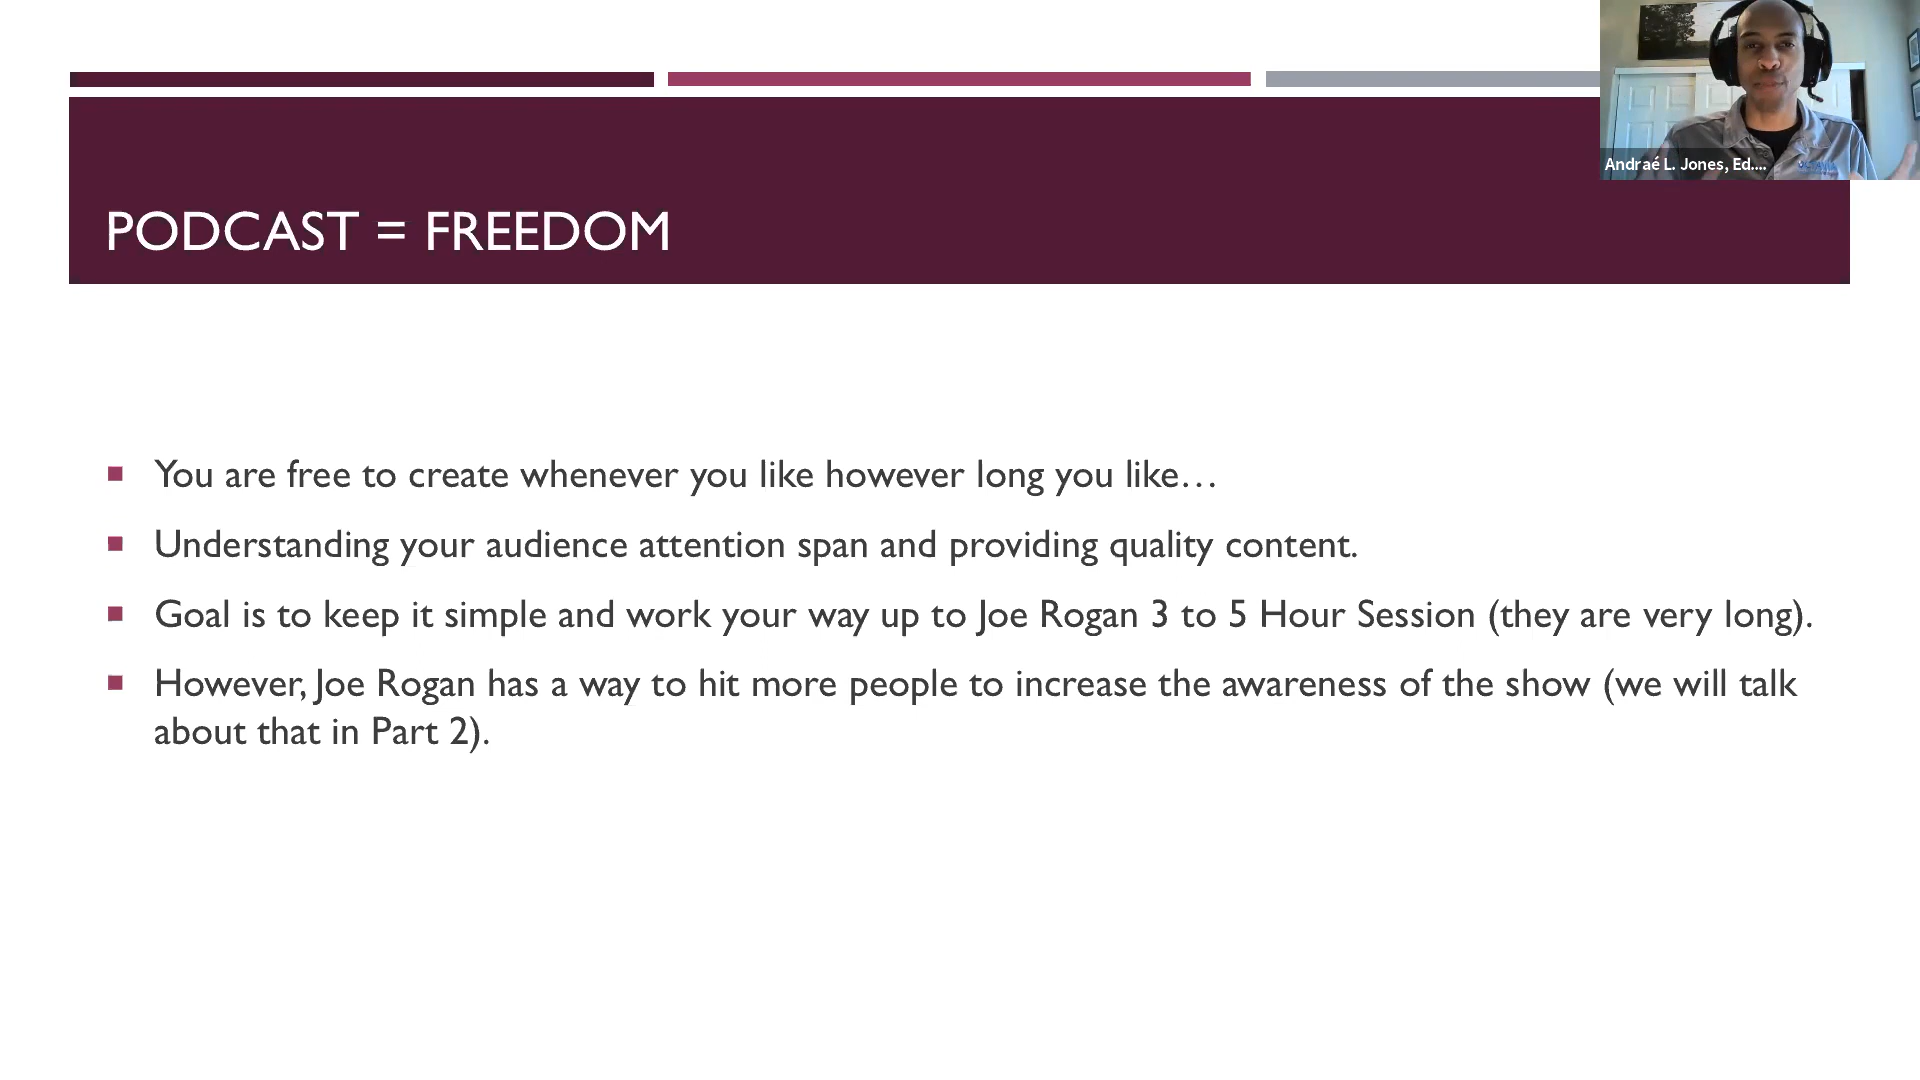 Andraé L. Jones, Ed....
PODCAST = FREEDOM
You are free to create whenever you like however long you like…
Understanding your audience attention span and providing quality content.
Goal is to keep it simple and work your way up to Joe Rogan 3 to 5 Hour Session (they are very long).
However, Joe Rogan has a way to hit more people to increase the awareness of the show (we will talk
about that in Part 2).